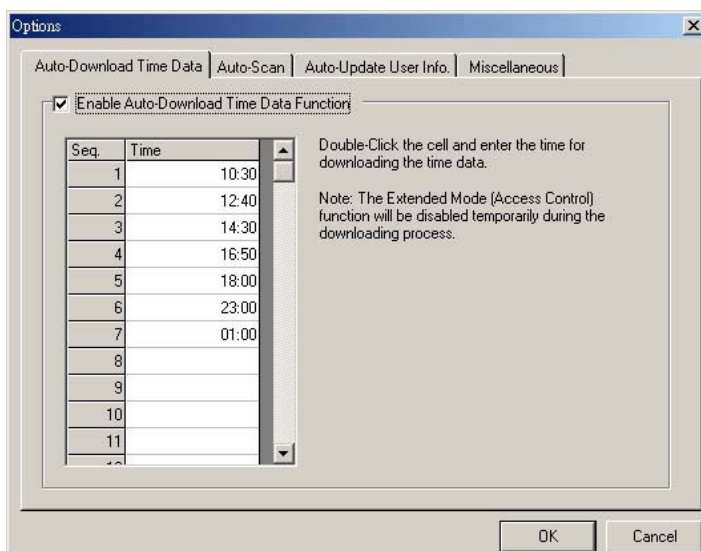 Options
Auto-Download Time Data
Auto-Scan
Auto-Update User Info.
Miscellaneous
Enable Auto-Download Time Data Function
Seq. Time
1 10:30
2 12:40
3 14:30
4 16:50
5 18:00
6 23:00
7 01:00
8
9
10
11
Double-Click the cell and enter the time for
downloading the time data.
Note: The Extended Mode (Access Control)
function will be disabled temporarily during the
downloading process.
OK
Cancel